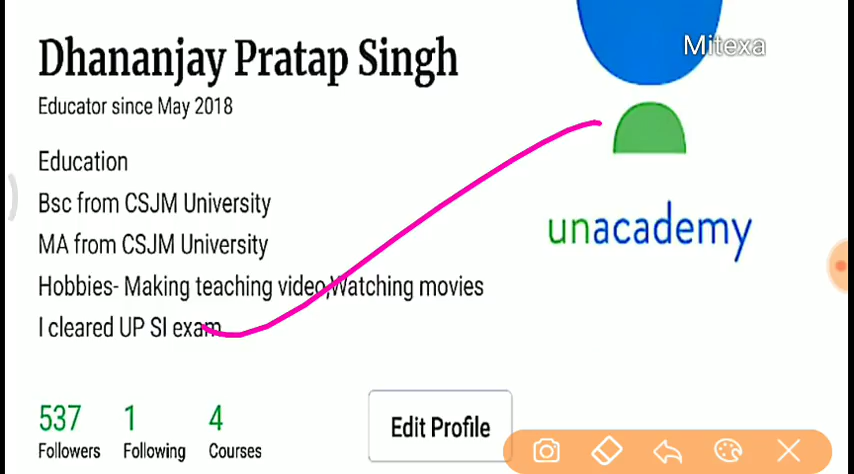 Mitexa
Dhananjay Pratap Singh
Educator since May 2018
Education
Bsc from CSJM University
MA from CSJM University
Hobbies- Making teaching video,Watching movies
I cleared UP SI exam
unacademy
537 1 4
Followers Following Courses
Edit Profile